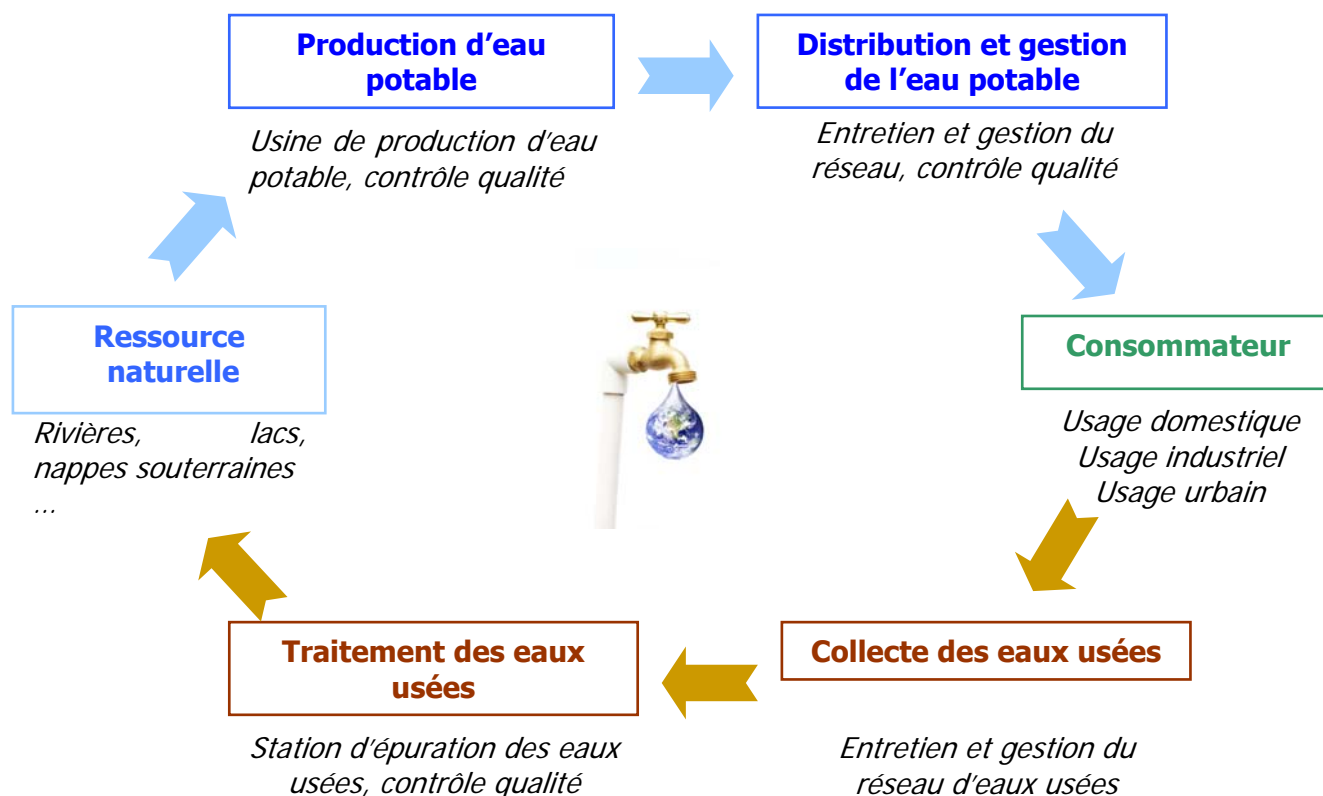 Production d’eau
potable
Distribution et gestion
de l’eau potable
Usine de production d’eau
potable, contrôle qualité
Entretien et gestion du
réseau, contrôle qualité
Ressource
naturelle
Consommateur
Rivières, lacs,
nappes souterraines
...
Usage domestique
Usage industriel
Usage urbain
Traitement des eaux
usées
Collecte des eaux usées
Station d’épuration des eaux
usées, contrôle qualité
Entretien et gestion du
réseau d’eaux usées